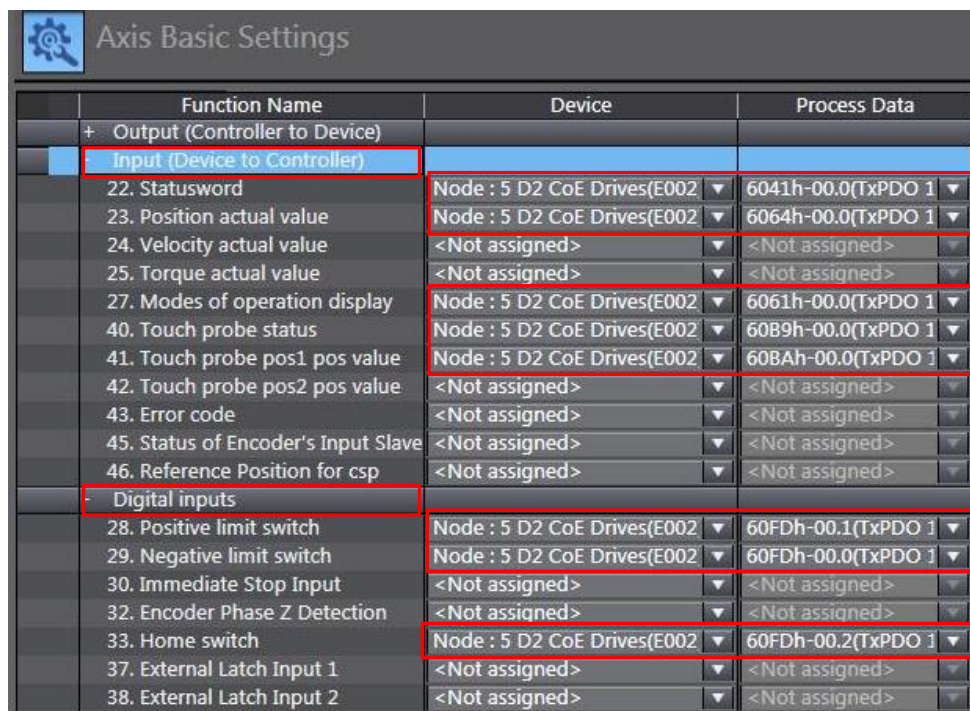 Axis Basic Settings
Function Name Device Process Data
+ Output (Controller to Device)
- Input (Device to Controller)
22. Statusword Node : 5 D2 CoE Drives(E002 6041h-00.0(TxPDO 1
23. Position actual value Node : 5 D2 CoE Drives(E002 6064h-00.0(TxPDO 1
24. Velocity actual value <Not assigned> <Not assigned>
25. Torque actual value <Not assigned> <Not assigned>
27. Modes of operation display Node : 5 D2 CoE Drives(E002 6061h-00.0(TxPDO 1
40. Touch probe status Node : 5 D2 CoE Drives(E002 60B9h-00.0(TxPDO 1
41. Touch probe pos1 pos value Node : 5 D2 CoE Drives(E002 60BAh-00.0(TxPDO 1
42. Touch probe pos2 pos value <Not assigned> <Not assigned>
43. Error code <Not assigned> <Not assigned>
45. Status of Encoder's Input Slave <Not assigned> <Not assigned>
46. Reference Position for csp <Not assigned> <Not assigned>
- Digital inputs
28. Positive limit switch Node : 5 D2 CoE Drives(E002 60FDh-00.1(TxPDO 1
29. Negative limit switch Node : 5 D2 CoE Drives(E002 60FDh-00.0(TxPDO 1
30. Immediate Stop Input <Not assigned> <Not assigned>
32. Encoder Phase Z Detection <Not assigned> <Not assigned>
33. Home switch Node : 5 D2 CoE Drives(E002 60FDh-00.2(TxPDO 1
37. External Latch Input 1 <Not assigned> <Not assigned>
38. External Latch Input 2 <Not assigned> <Not assigned>